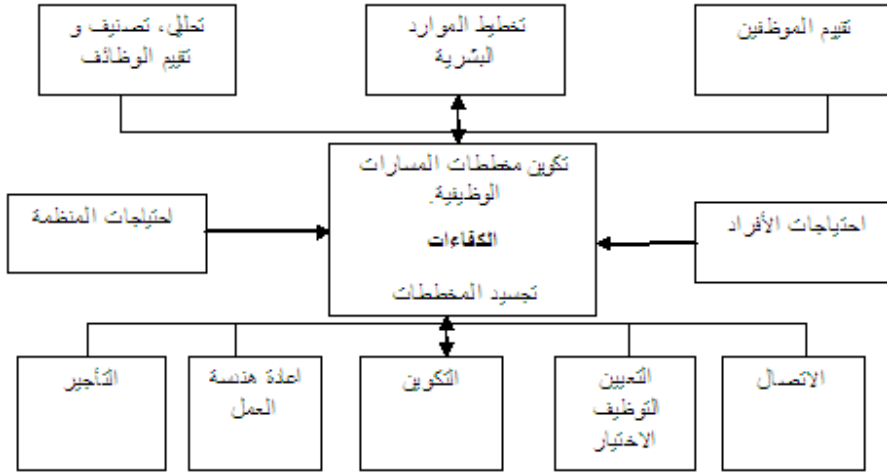 تقييم الموظفين
تخطيط الموارد
البشرية
تحللي، تصنيف و
تقييم الوظائف
تكوين مخططات المسارات
الوظيفية.
الكفاءات
تجسيد المخططات
احتياجات الأفراد
احتياجات المنظمة
الاتصال
التعيين
التوظيف
الاختيار
التكوين
اعادة هندسة
العمل
التأجير